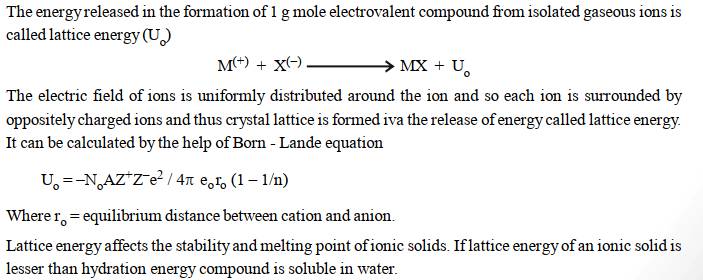 The energy released in the formation of 1 g mole electrovalent compound from isolated gaseous ions is
called lattice energy (U₀)
M⁽⁺⁾ + X⁽⁻⁾ ⟶ MX + U₀
The electric field of ions is uniformly distributed around the ion and so each ion is surrounded by
oppositely charged ions and thus crystal lattice is formed iva the release of energy called lattice energy.
It can be calculated by the help of Born - Lande equation
U₀ = –N₀AZ⁺Z⁻e² / 4π e₀r₀ (1 – 1/n)
Where r₀ = equilibrium distance between cation and anion.
Lattice energy affects the stability and melting point of ionic solids. If lattice energy of an ionic solid is
lesser than hydration energy compound is soluble in water.